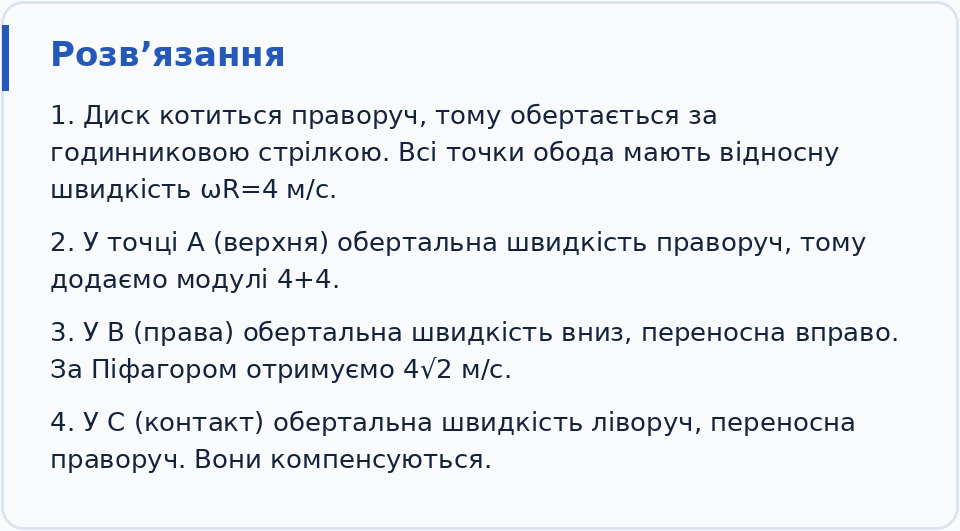 Розв’язання
1. Диск котиться праворуч, тому обертається за
годинниковою стрілкою. Всі точки обода мають відносну
швидкість ωR=4 м/с.
2. У точці A (верхня) обертальна швидкість праворуч, тому
додаємо модулі 4+4.
3. У B (права) обертальна швидкість вниз, переносна вправо.
За Піфагором отримуємо 4√2 м/с.
4. У C (контакт) обертальна швидкість ліворуч, переносна
праворуч. Вони компенсуються.